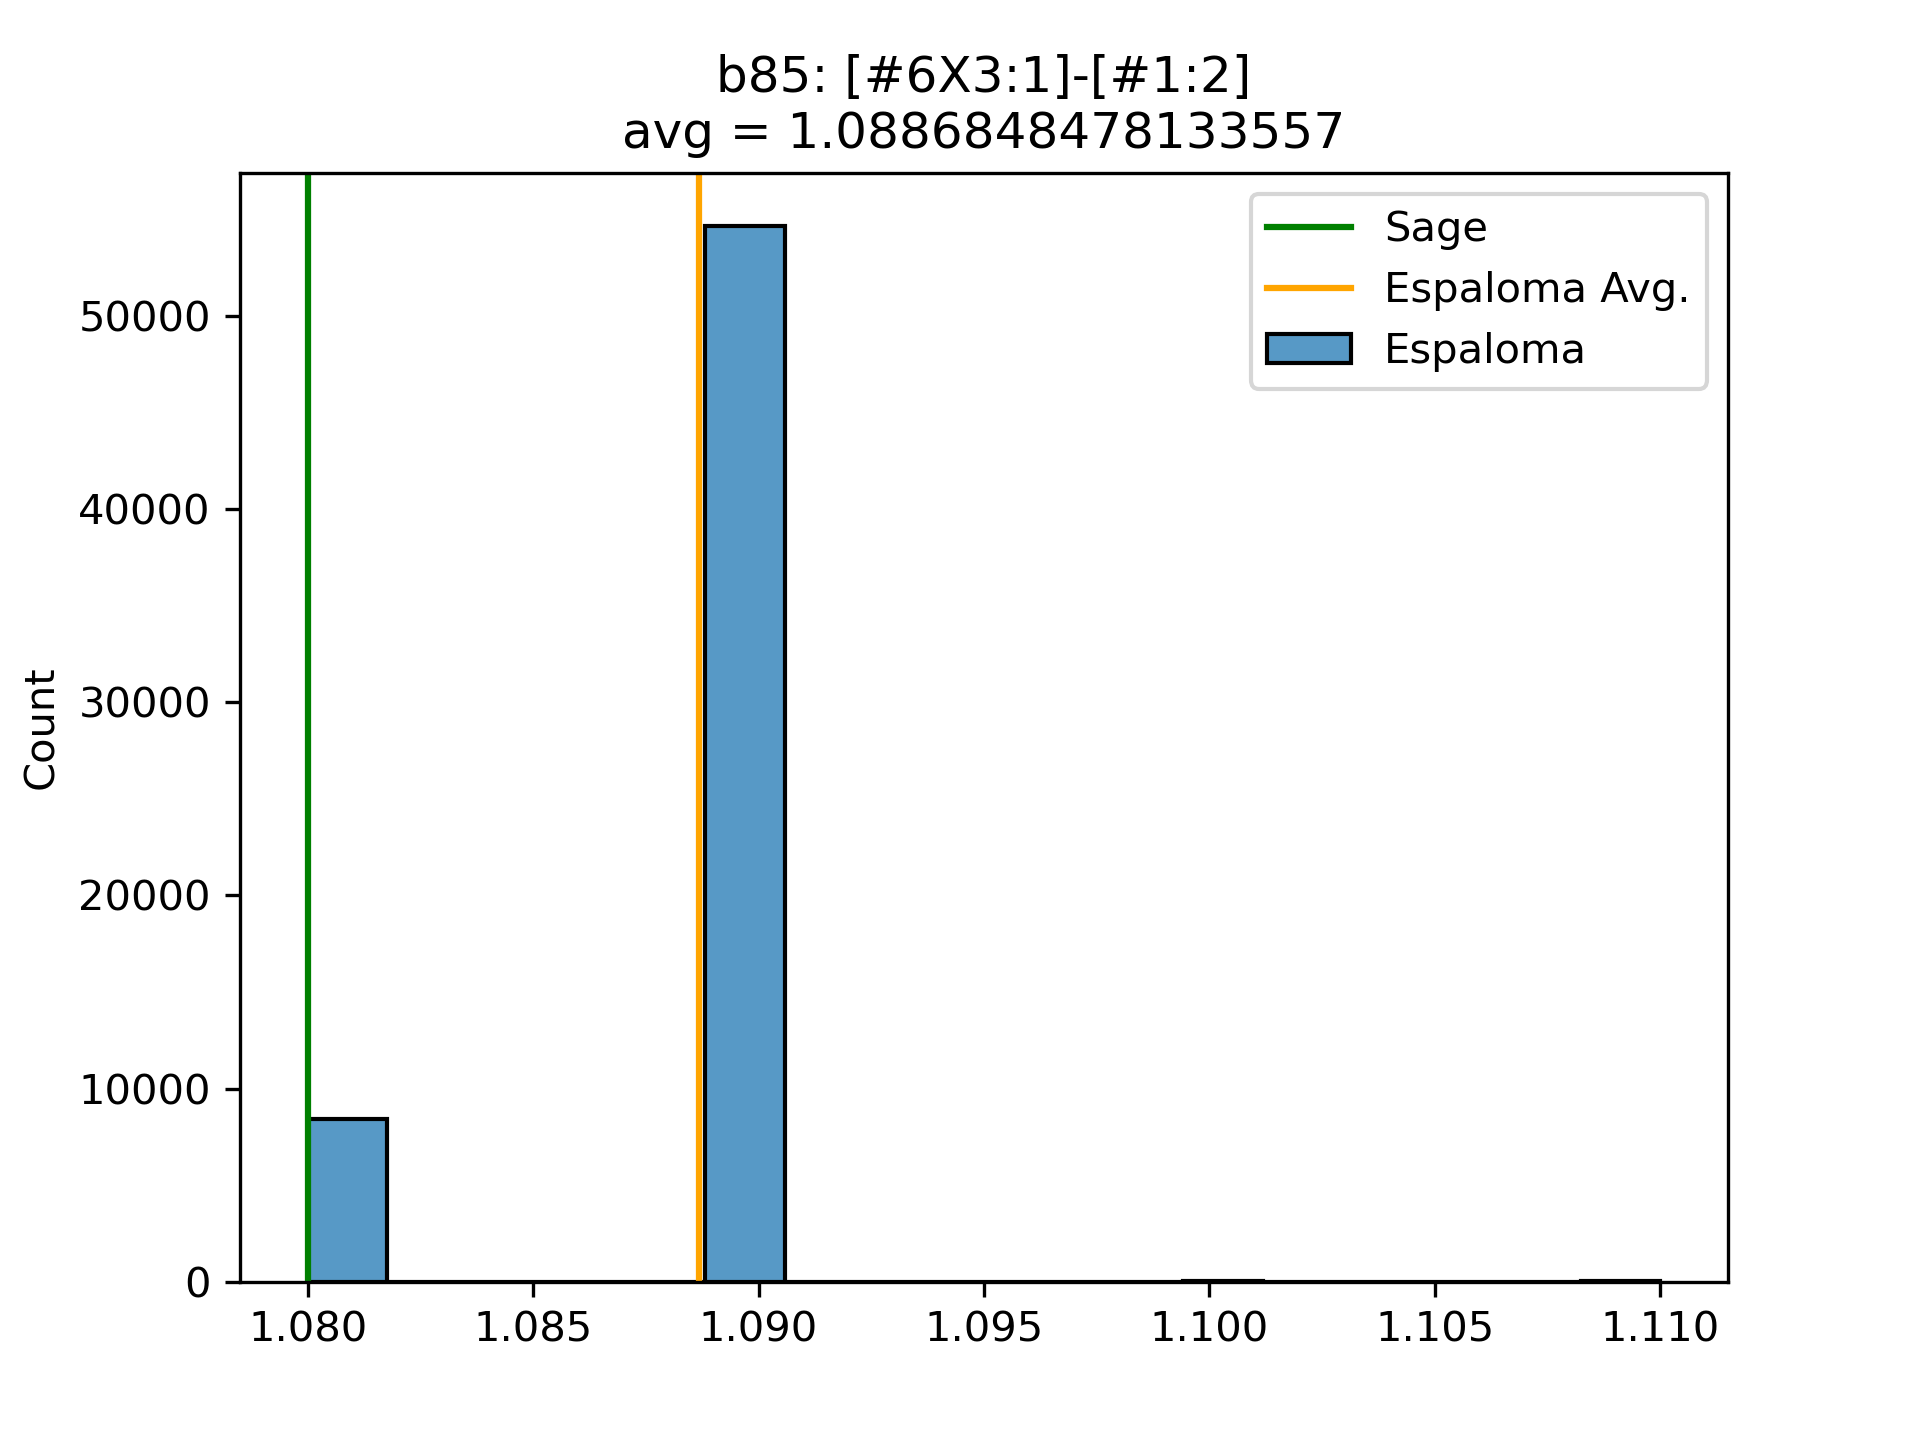 b85: [#6X3:1]-[#1:2]
avg = 1.0886848478133557
Sage
Espaloma Avg.
Espaloma
Count
50000
40000
30000
20000
10000
0
1.080 1.085 1.090 1.095 1.100 1.105 1.110